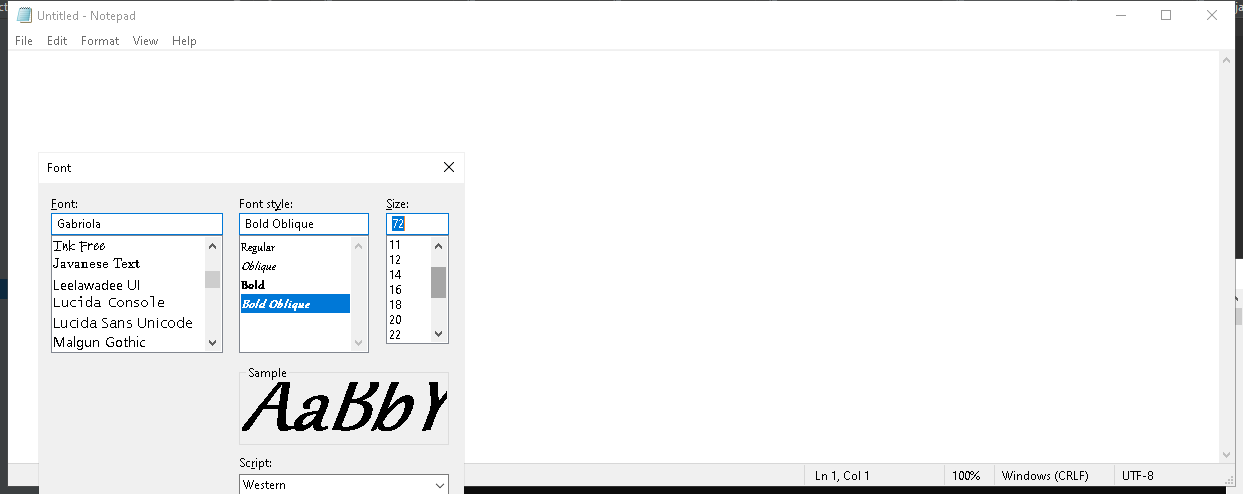 Untitled - Notepad
File Edit Format View Help
Font
Font: Font style: Size:
Gabriola Bold Oblique 72
Ink Free Regular 11
Javanese Text Oblique 12
Leelawadee UI Bold 14
Lucida Console Bold Oblique 16
Lucida Sans Unicode 18
Malgun Gothic 20
22
Sample
AaBbY
Script:
Western
Ln 1, Col 1 100% Windows (CRLF) UTF-8